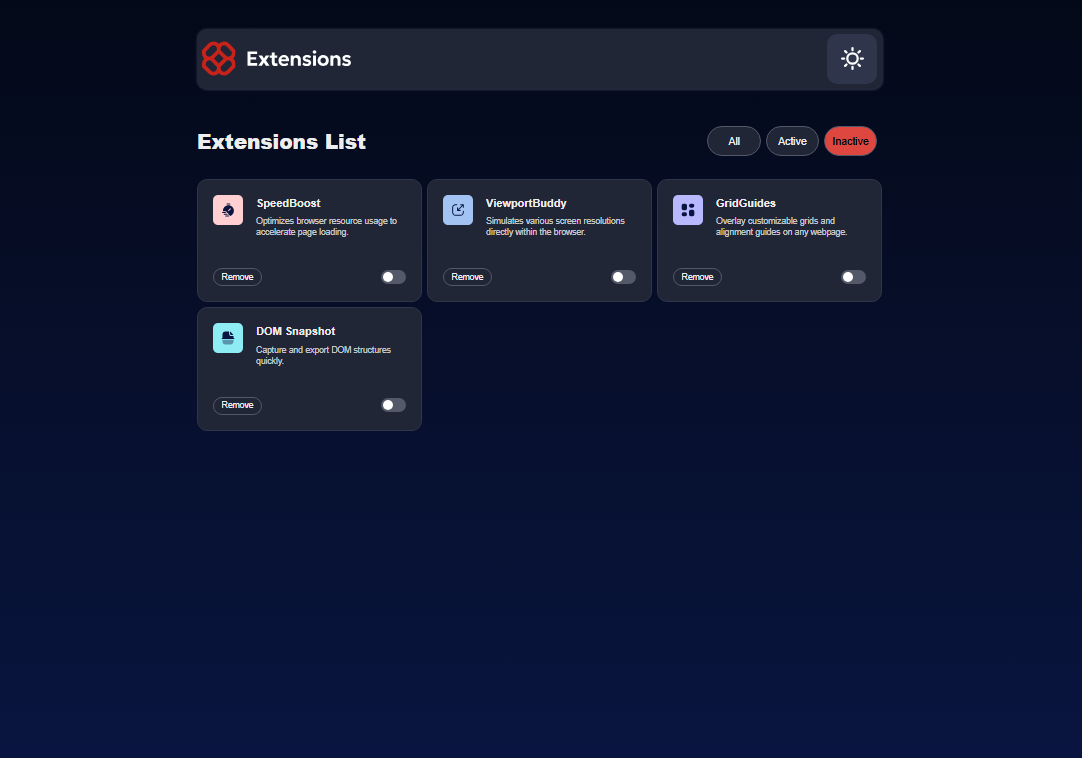 Extensions
Extensions List
All
Active
Inactive
SpeedBoost
Optimizes browser resource usage to
accelerate page loading.
Remove
ViewportBuddy
Simulates various screen resolutions
directly within the browser.
Remove
GridGuides
Overlay customizable grids and
alignment guides on any webpage.
Remove
DOM Snapshot
Capture and export DOM structures
quickly.
Remove